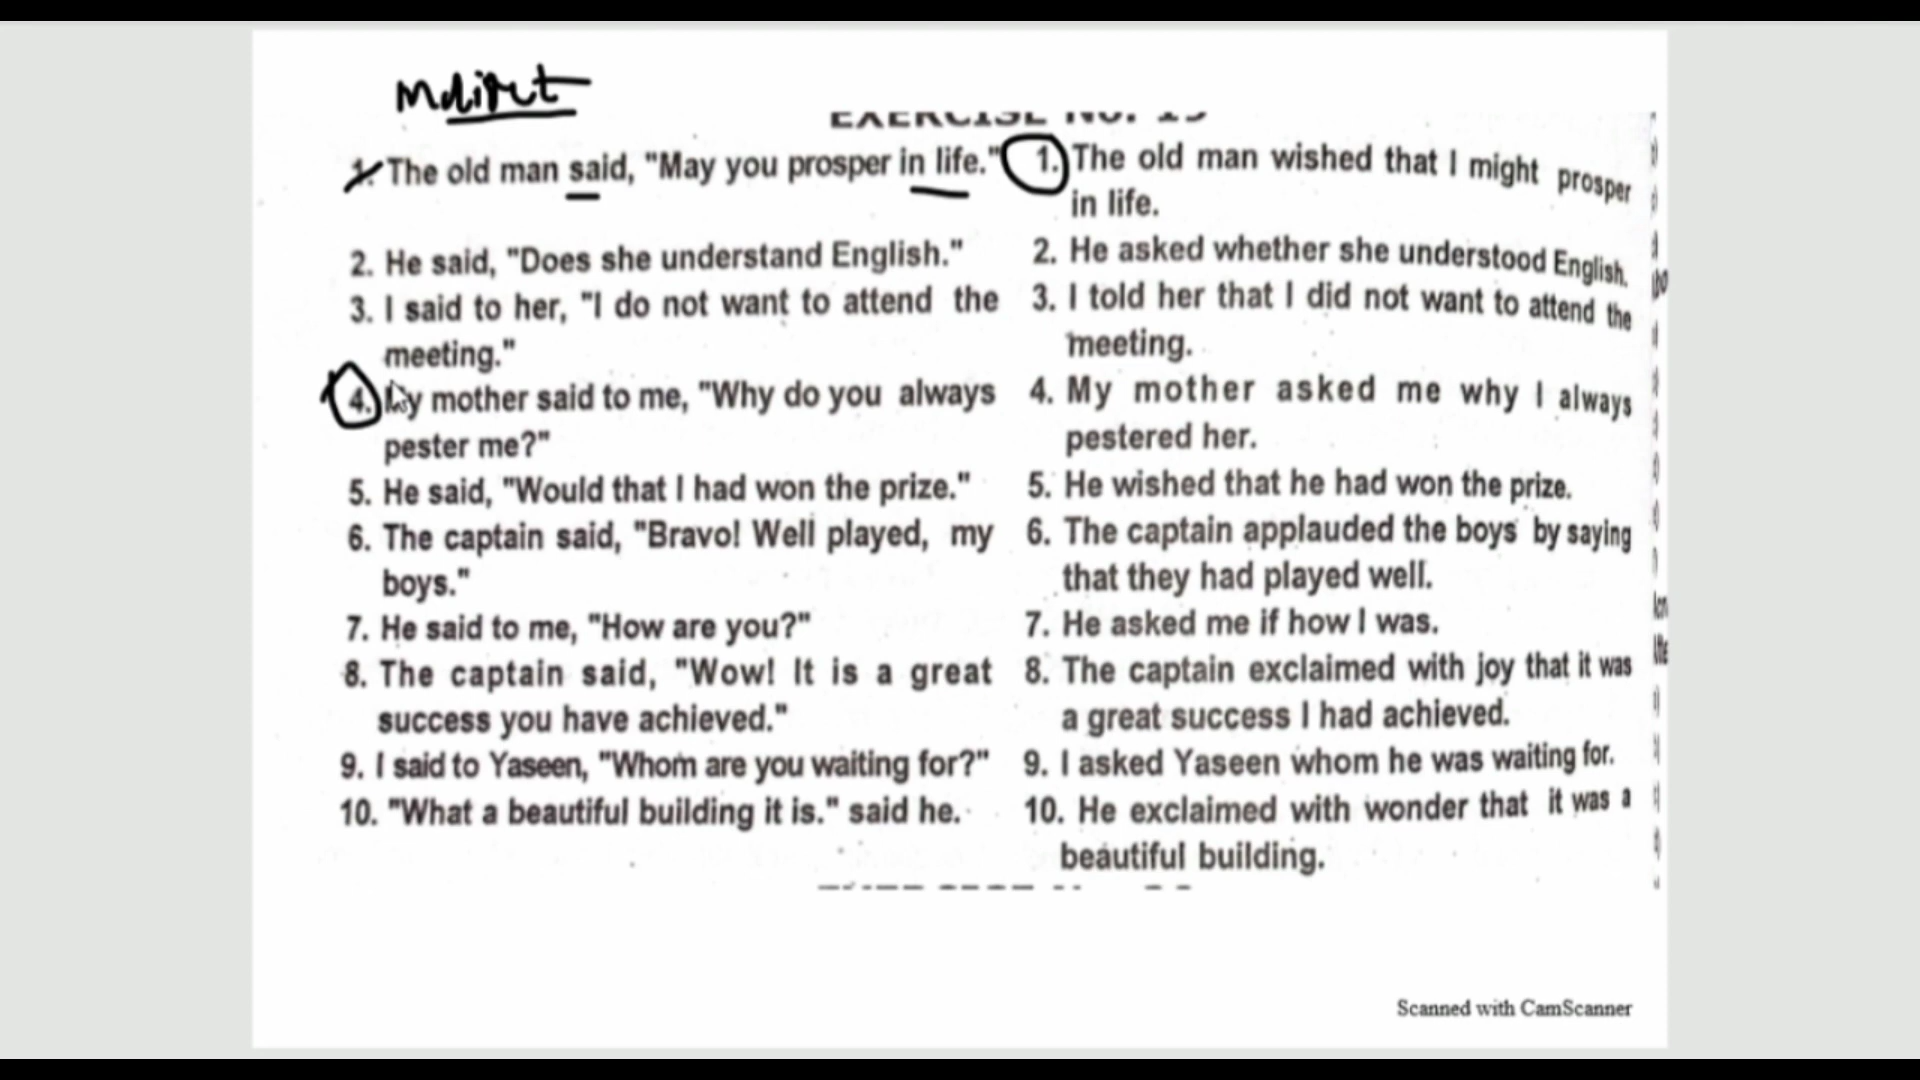 EXERCISE No. 19
1. The old man said, "May you prosper in life."
2. He said, "Does she understand English."
3. I said to her, "I do not want to attend the
meeting."
4. My mother said to me, "Why do you always
pester me?"
5. He said, "Would that I had won the prize."
6. The captain said, "Bravo! Well played, my
boys."
7. He said to me, "How are you?"
8. The captain said, "Wow! It is a great
success you have achieved."
9. I said to Yaseen, "Whom are you waiting for?"
10. "What a beautiful building it is." said he.
1. The old man wished that I might prosper
in life.
2. He asked whether she understood English.
3. I told her that I did not want to attend the
meeting.
4. My mother asked me why I always
pestered her.
5. He wished that he had won the prize.
6. The captain applauded the boys by saying
that they had played well.
7. He asked me if how I was.
8. The captain exclaimed with joy that it was
a great success I had achieved.
9. I asked Yaseen whom he was waiting for.
10. He exclaimed with wonder that it was a
beautiful building.
Scanned with CamScanner